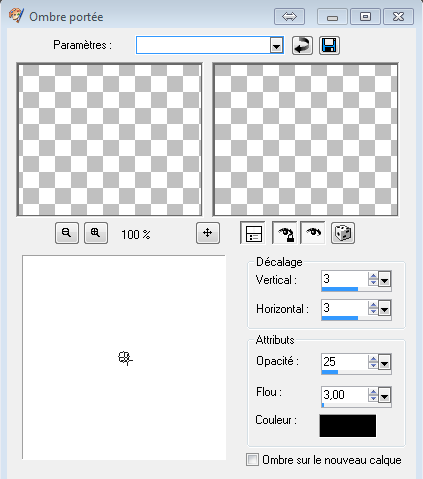 Ombre portée
Paramètres :
100 %
Décalage
Vertical : 3
Horizontal : 3
Attributs
Opacité : 25
Flou : 3,00
Couleur :
Ombre sur le nouveau calque